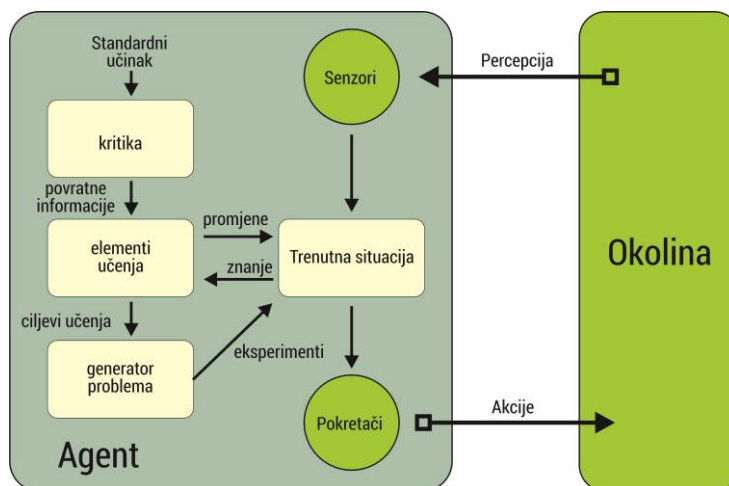 Standardni
učinak
Senzori
Percepcija
kritika
povratne
informacije
promjene
elementi
učenja
Trenutna situacija
znanje
Okolina
ciljevi učenja
eksperimenti
generator
problema
Pokretači
Akcije
Agent